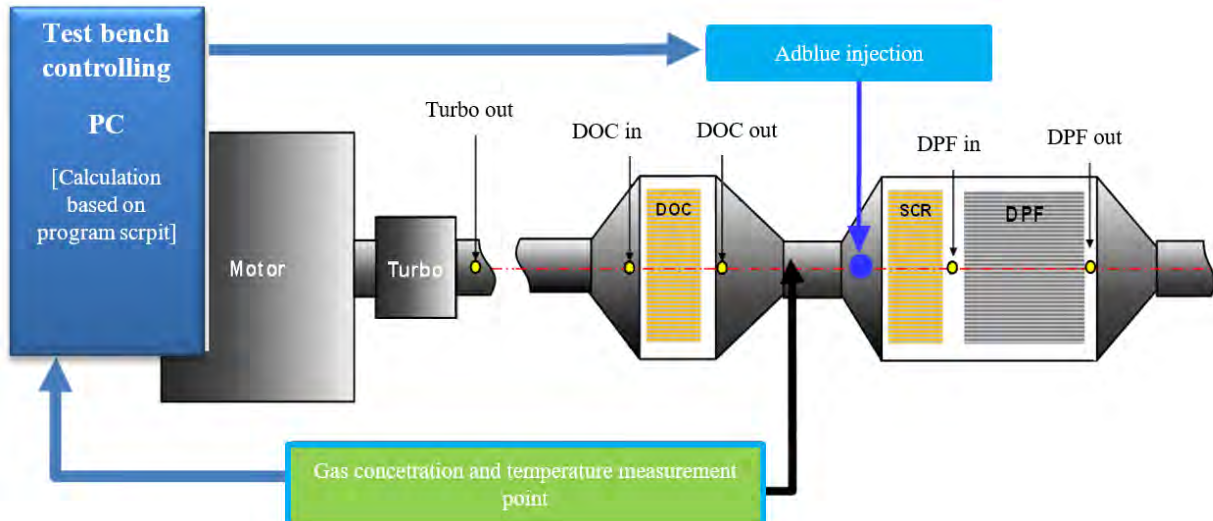 Test bench
controlling
PC
[Calculation
based on
program scrpit]
Adblue injection
Turbo out
DOC in
DOC out
DPF in
DPF out
DOC
SCR
DPF
Motor
Turbo
Gas concetration and temperature measurement
point